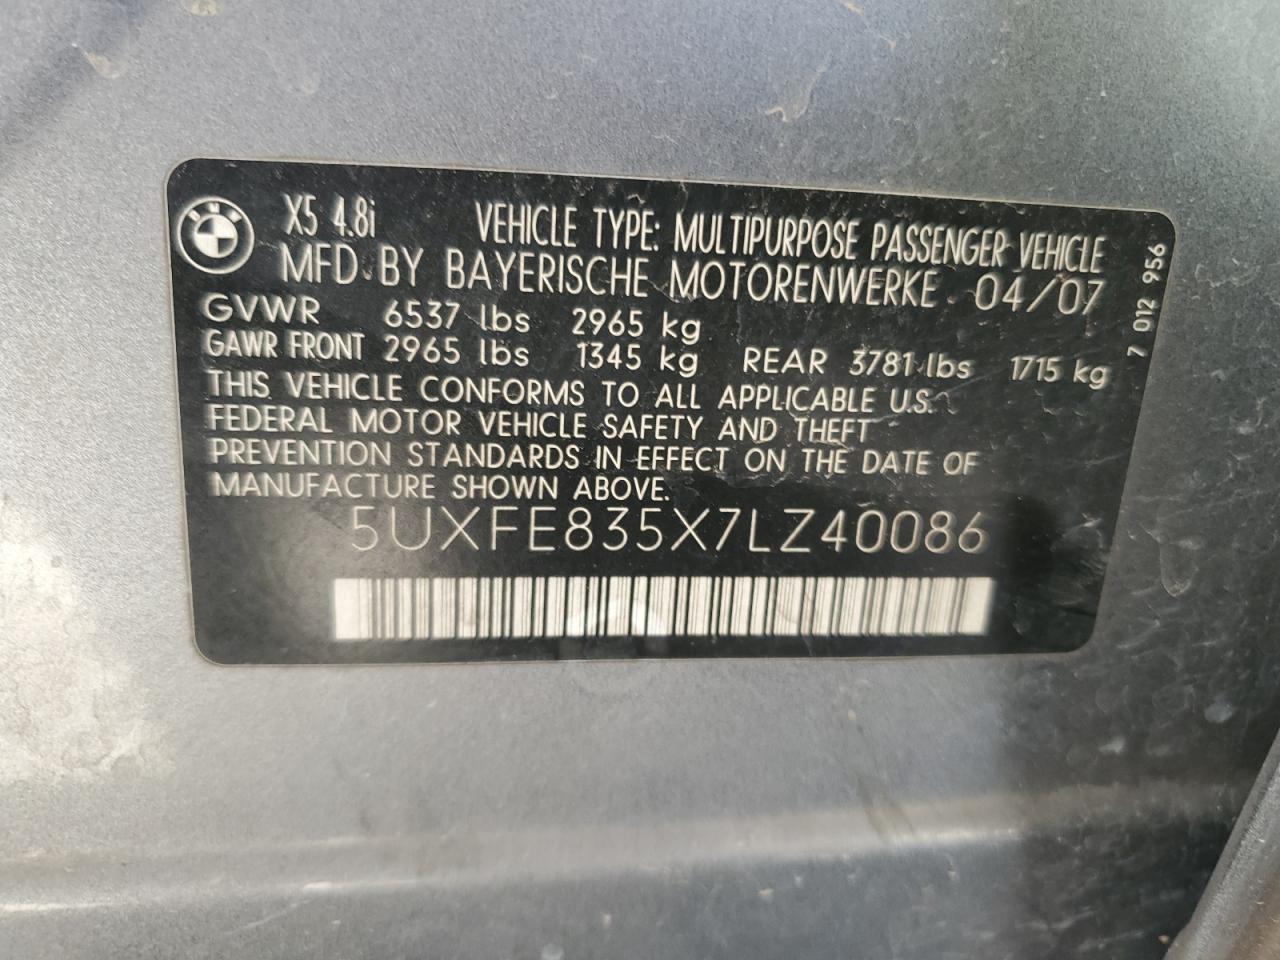 BMW
X5 4.8i VEHICLE TYPE: MULTIPURPOSE PASSENGER VEHICLE
MFD. BY BAYERISCHE MOTORENWERKE 04/07
GVWR 6537 lbs 2965 kg
GAWR FRONT 2965 lbs 1345 kg REAR 3781 lbs 1715 kg
THIS VEHICLE CONFORMS TO ALL APPLICABLE U.S.
FEDERAL MOTOR VEHICLE SAFETY AND THEFT
PREVENTION STANDARDS IN EFFECT ON THE DATE OF
MANUFACTURE SHOWN ABOVE.
5UXFE835X7LZ40086
7 012 956